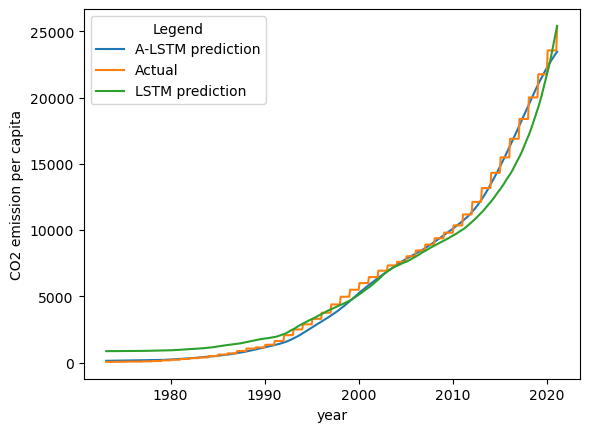 Legend
A-LSTM prediction
Actual
LSTM prediction
25000
20000
15000
10000
5000
0
CO2 emission per capita
1980 1990 2000 2010 2020
year